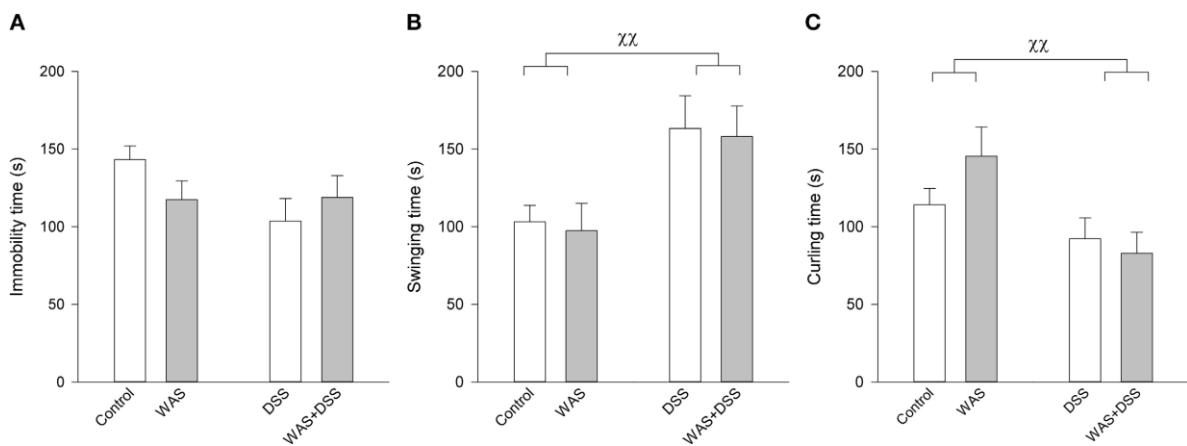 A
Immobility time (s)
200
150
100
50
0
Control
WAS
DSS
WAS+DSS
B
χχ
Swinging time (s)
200
150
100
50
0
Control
WAS
DSS
WAS+DSS
C
χχ
Curling time (s)
200
150
100
50
0
Control
WAS
DSS
WAS+DSS